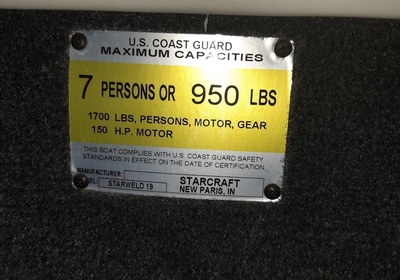 U.S. COAST GUARD
MAXIMUM CAPACITIES
7 PERSONS OR 950 LBS
1700 LBS, PERSONS, MOTOR, GEAR
150 H.P. MOTOR
THIS BOAT COMPLIES WITH U.S. COAST GUARD SAFETY
STANDARDS IN EFFECT ON THE DATE OF CERTIFICATION
MANUFACTURER: STARCRAFT
STARWELD 19 NEW PARIS, IN